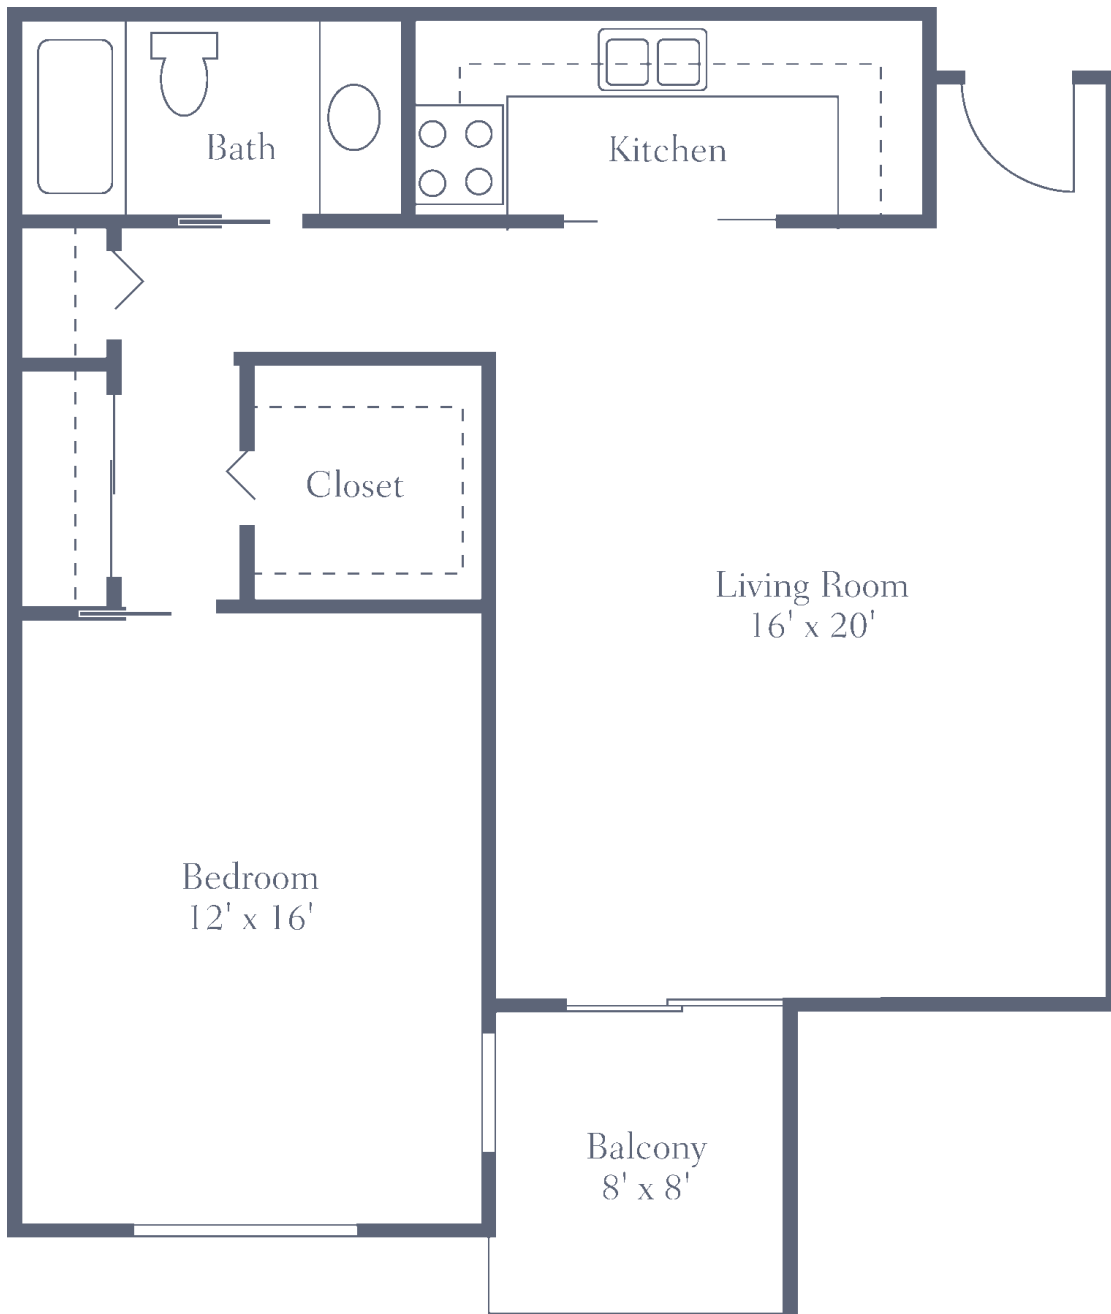 Bath
Kitchen
Closet
Living Room
16' x 20'
Bedroom
12' x 16'
Balcony
8' x 8'